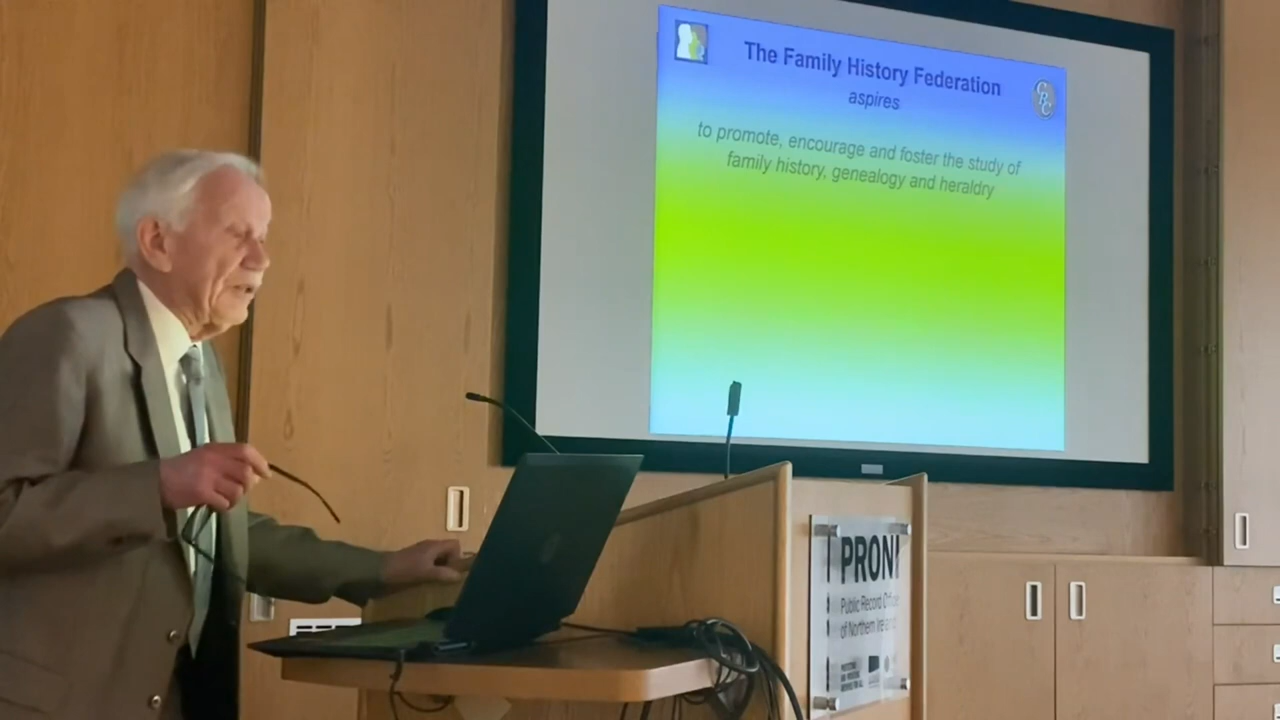 The Family History Federation
aspires
to promote, encourage and foster the study of
family history, genealogy and heraldry
PRONI
Public Record Office
of Northern Ireland